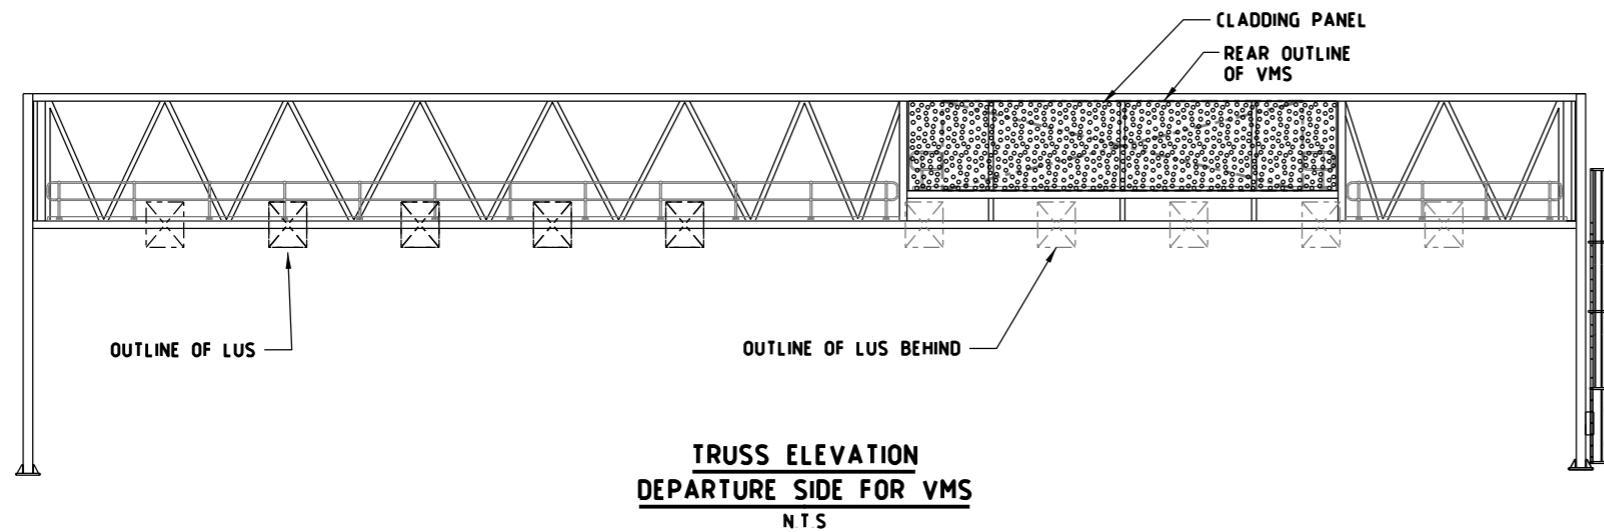 CLADDING PANEL
REAR OUTLINE
OF VMS
OUTLINE OF LUS
OUTLINE OF LUS BEHIND
TRUSS ELEVATION
DEPARTURE SIDE FOR VMS
N.T.S